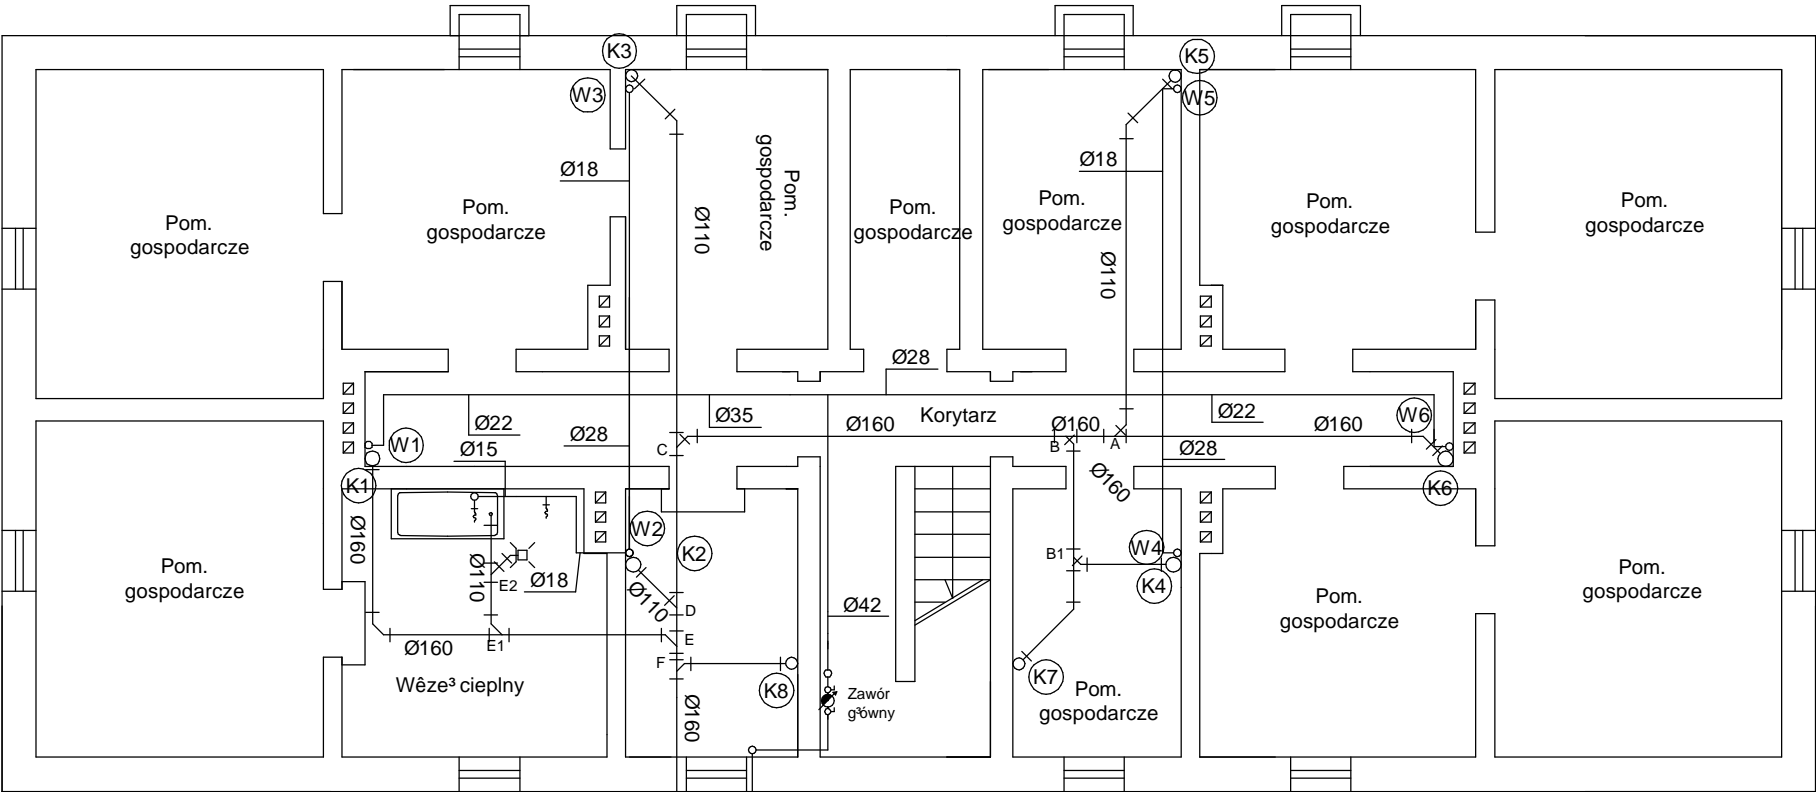 K3
K5
W3
W5
Ø18
Ø18
Pom.
gospodarcze
Pom.
gospodarcze
Pom.
gospodarcze
Pom.
gospodarcze
Pom.
gospodarcze
Pom.
gospodarcze
Pom.
gospodarcze
Ø110
Ø110
Ø28
Ø22
Ø35
Korytarz
Ø22
Ø160
Ø160
Ø160
W1
W6
Ø15
Ø28
C
B
A
Ø28
K1
K6
Ø160
Ø160
W2
K2
W4
K4
B1
Ø110
E2
Ø18
Ø110
D
E
E1
F
Ø160
Ø42
Pom.
gospodarcze
Pom.
gospodarcze
Pom.
gospodarcze
Wêze³ cieplny
K8
K7
Zawór
g³ówny
Pom.
gospodarcze
Ø160